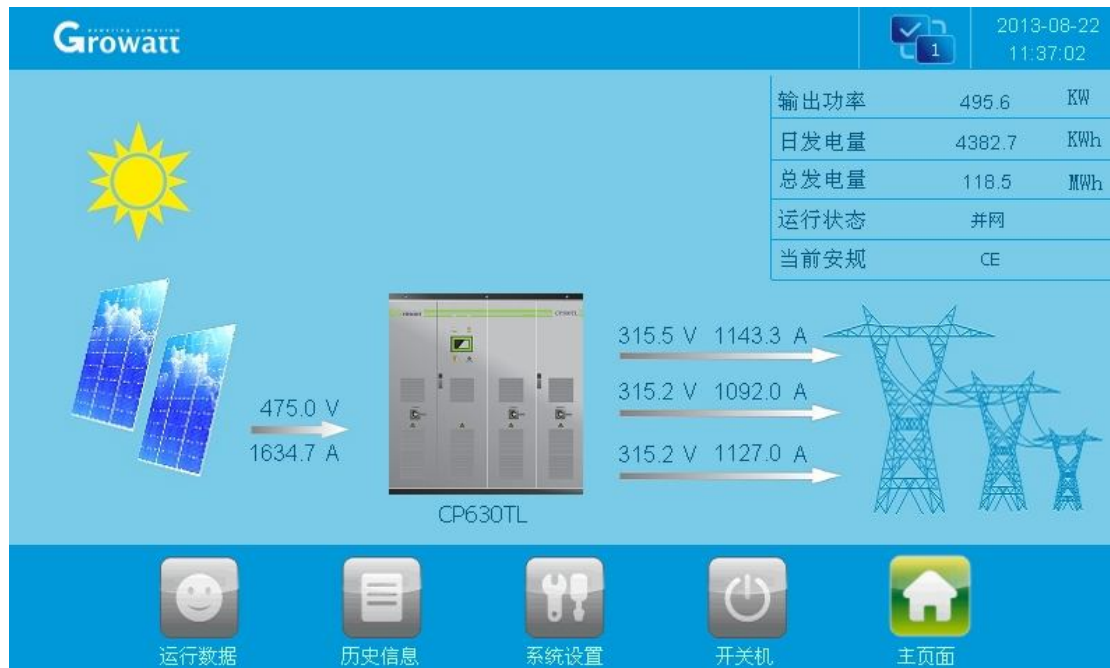 Growatt
1
2013-08-22
11:37:02
输出功率 495.6 KW
日发电量 4382.7 KWh
总发电量 118.5 MWh
运行状态 并网
当前安规 CE
315.5 V 1143.3 A
315.2 V 1092.0 A
475.0 V
1634.7 A
315.2 V 1127.0 A
CP630TL
运行数据 历史信息 系统设置 开关机 主页面